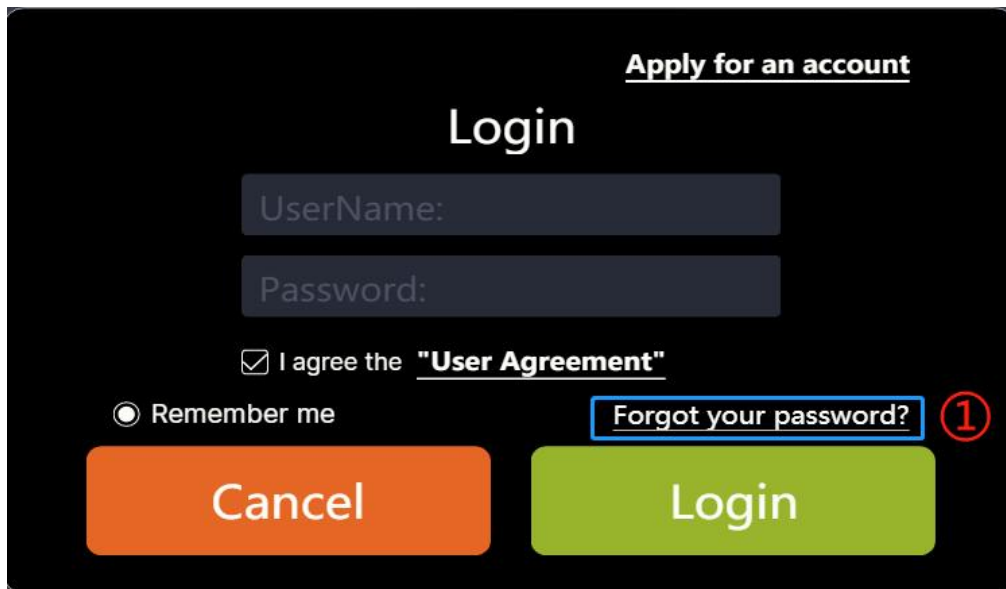 Apply for an account
Login
UserName:
Password:
I agree the "User Agreement"
Remember me
Forgot your password? ①
Cancel
Login